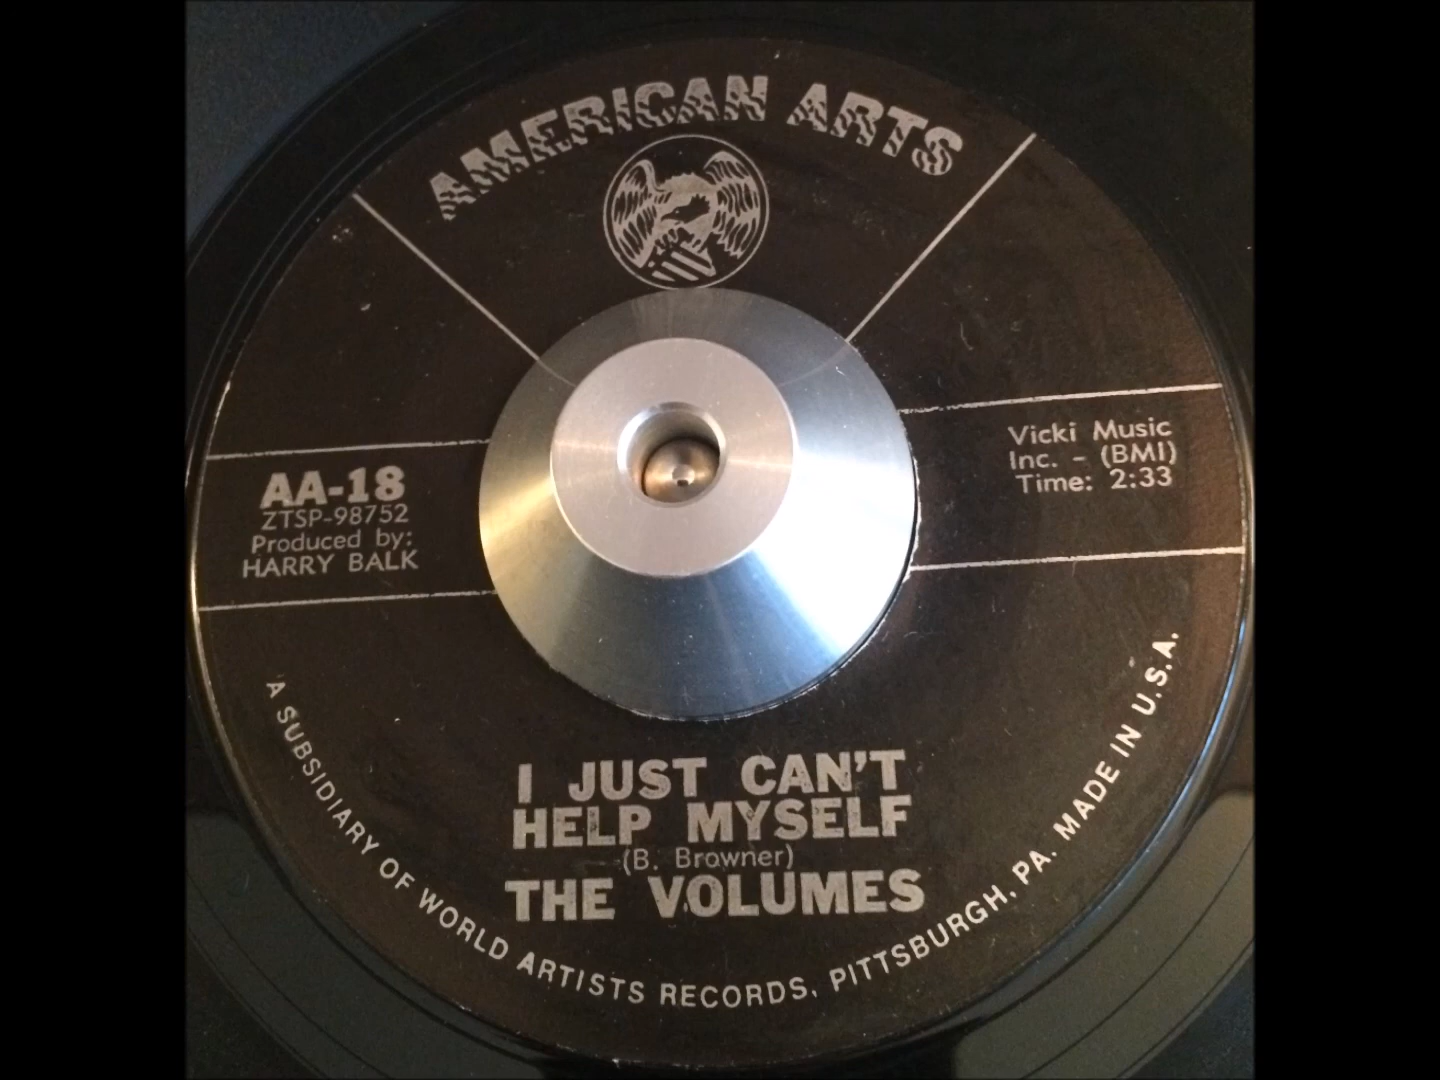 AMERICAN ARTS
AA-18
ZTSP-98752
Produced by:
HARRY BALK
Vicki Music
Inc. - (BMI)
Time: 2:33
I JUST CAN'T
HELP MYSELF
(B. Browner)
THE VOLUMES
A SUBSIDIARY OF WORLD ARTISTS RECORDS, PITTSBURGH, PA. MADE IN U.S.A.